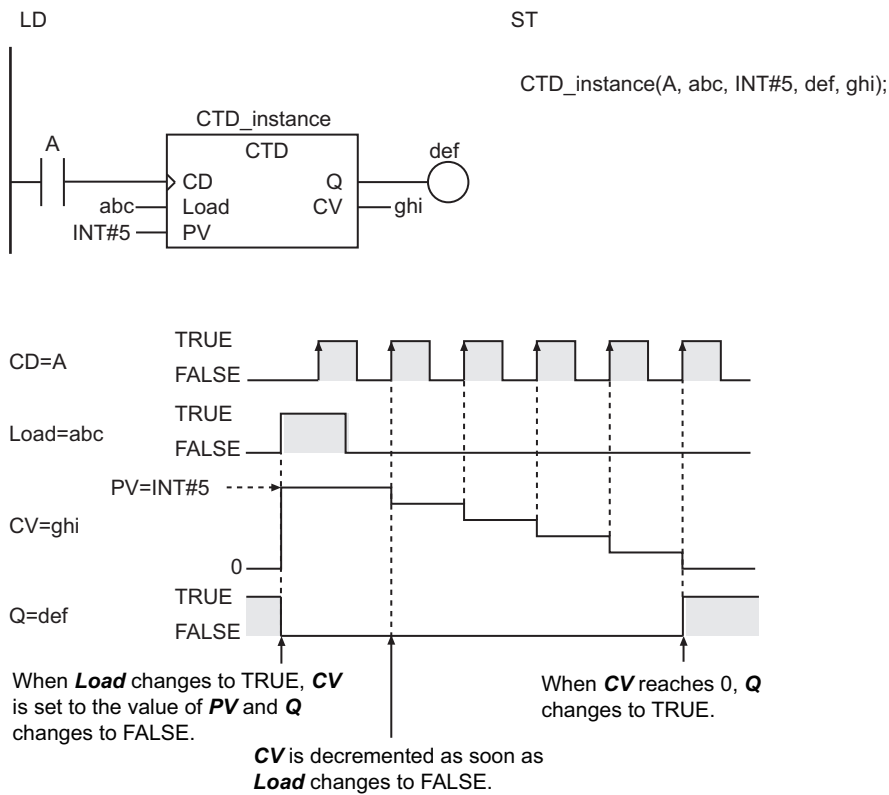 LD
ST
CTD_instance(A, abc, INT#5, def, ghi);
CTD_instance
A
CTD
def
CD
Q
abc
Load
CV
ghi
INT#5
PV
CD=A
TRUE
FALSE
Load=abc
TRUE
FALSE
PV=INT#5
CV=ghi
0
Q=def
TRUE
FALSE
When Load changes to TRUE, CV
is set to the value of PV and Q
changes to FALSE.
CV is decremented as soon as
Load changes to FALSE.
When CV reaches 0, Q
changes to TRUE.